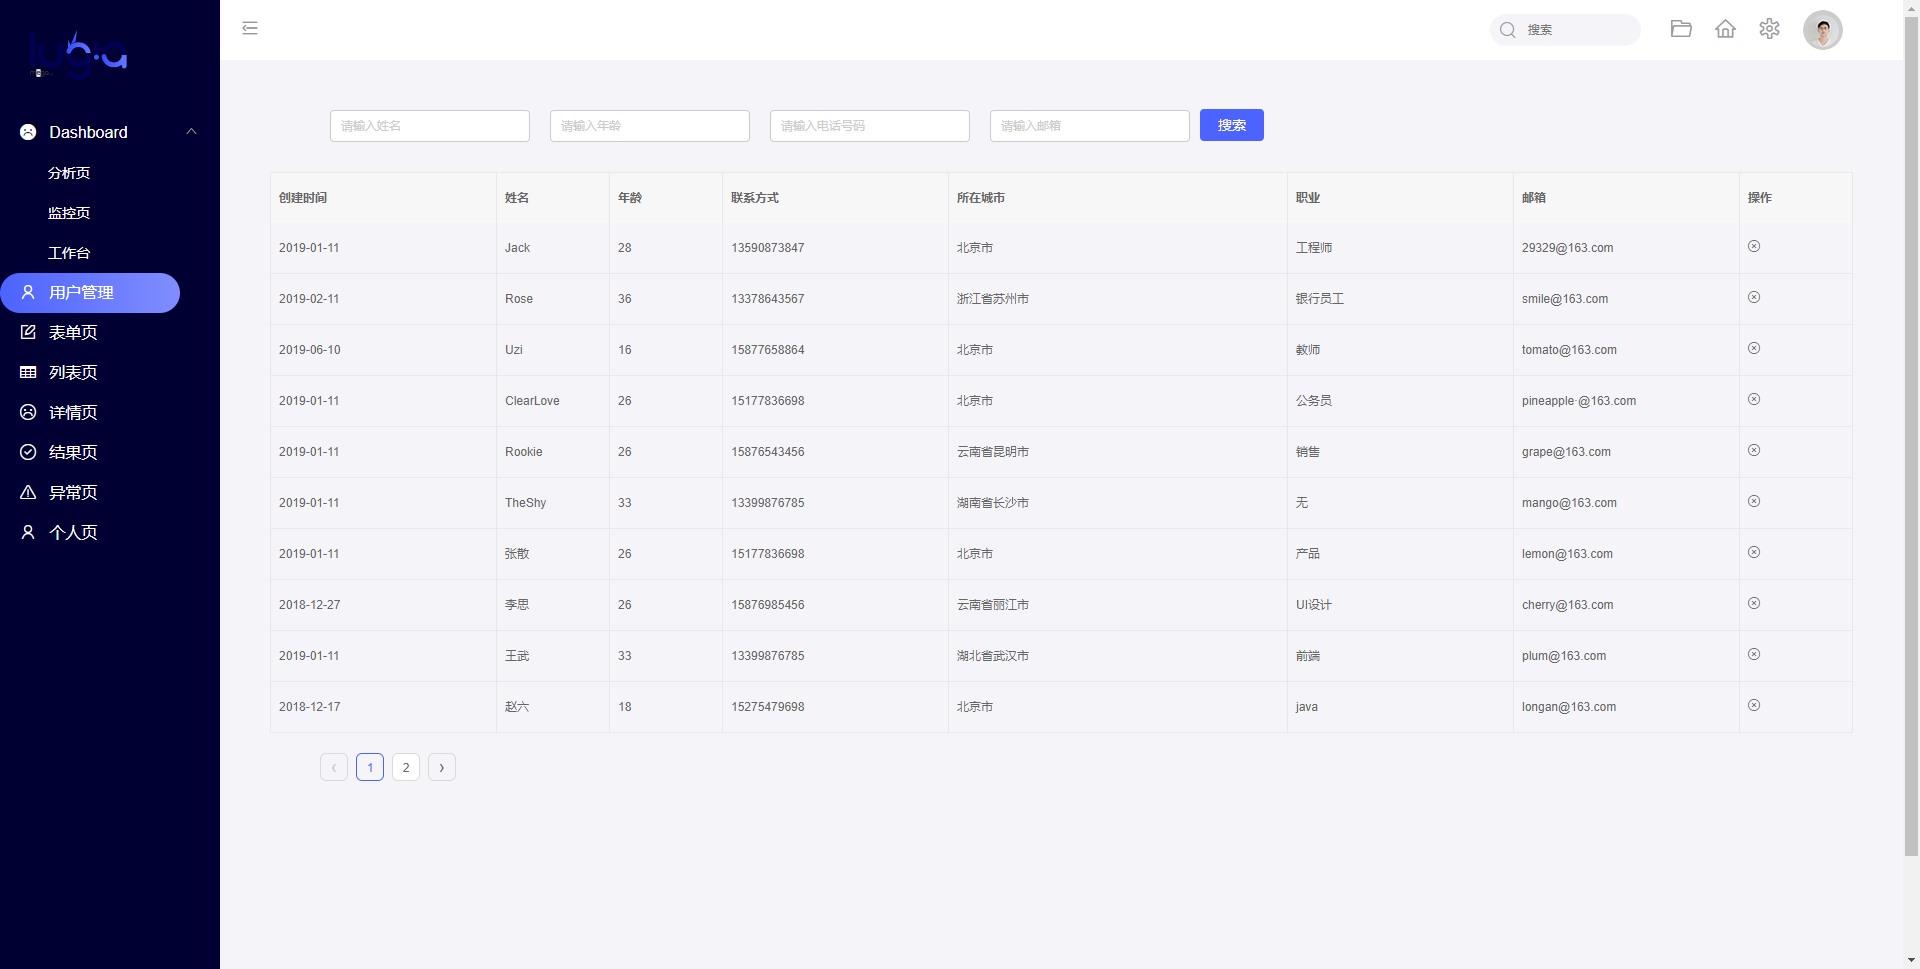 lugia
搜索
Dashboard
分析页
监控页
工作台
用户管理
表单页
列表页
详情页
结果页
异常页
个人页
请输入姓名 请输入年龄 请输入电话号码 请输入邮箱 搜索
创建时间 姓名 年龄 联系方式 所在城市 职业 邮箱 操作
2019-01-11 Jack 28 13590873847 北京市 工程师 29329@163.com
2019-02-11 Rose 36 13378643567 浙江省苏州市 银行员工 smile@163.com
2019-06-10 Uzi 16 15877658864 北京市 教师 tomato@163.com
2019-01-11 ClearLove 26 15177836698 北京市 公务员 pineapple·@163.com
2019-01-11 Rookie 26 15876543456 云南省昆明市 销售 grape@163.com
2019-01-11 TheShy 33 13399876785 湖南省长沙市 无 mango@163.com
2019-01-11 张散 26 15177836698 北京市 产品 lemon@163.com
2018-12-27 李思 26 15876985456 云南省丽江市 UI设计 cherry@163.com
2019-01-11 王武 33 13399876785 湖北省武汉市 前端 plum@163.com
2018-12-17 赵六 18 15275479698 北京市 java longan@163.com
‹ 1 2 ›